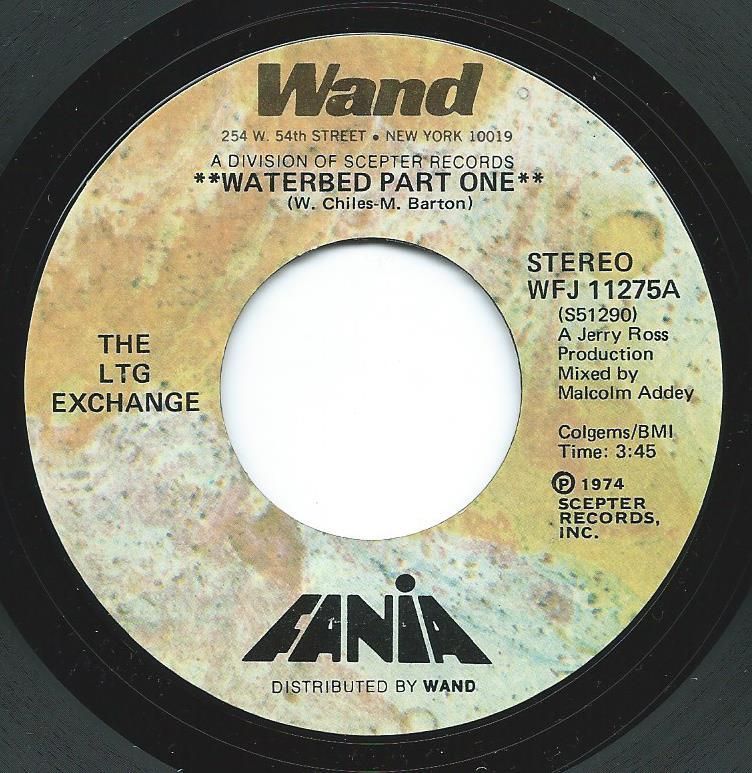 Wand
254 W. 54th STREET • NEW YORK 10019
A DIVISION OF SCEPTER RECORDS
**WATERBED PART ONE**
(W. Chiles-M. Barton)
THE
LTG
EXCHANGE
STEREO
WFJ 11275A
(S51290)
A Jerry Ross
Production
Mixed by
Malcolm Addey
Colgems/BMI
Time: 3:45
Ⓟ 1974
SCEPTER
RECORDS,
INC.
FANiA
DISTRIBUTED BY WAND